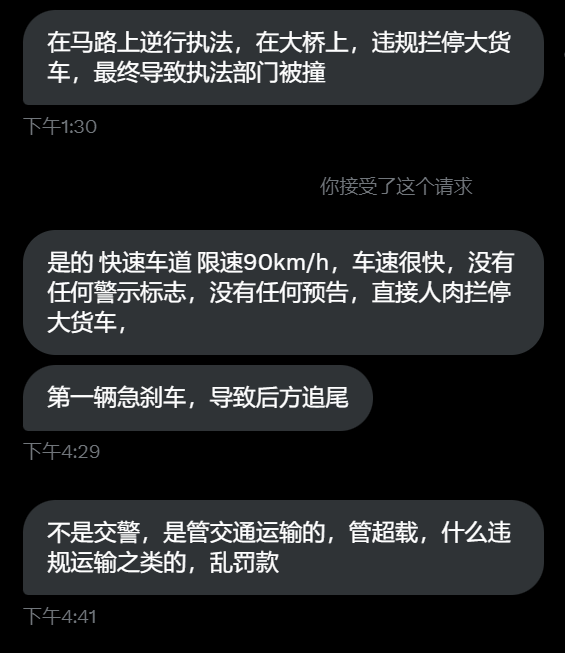 在马路上逆行执法，在大桥上，违规拦停大货
车，最终导致执法部门被撞
下午1:30
你接受了这个请求
是的 快速车道 限速90km/h，车速很快，没有
任何警示标志，没有任何预告，直接人肉拦停
大货车，
第一辆急刹车，导致后方追尾
下午4:29
不是交警，是管交通运输的，管超载，什么违
规运输之类的，乱罚款
下午4:41